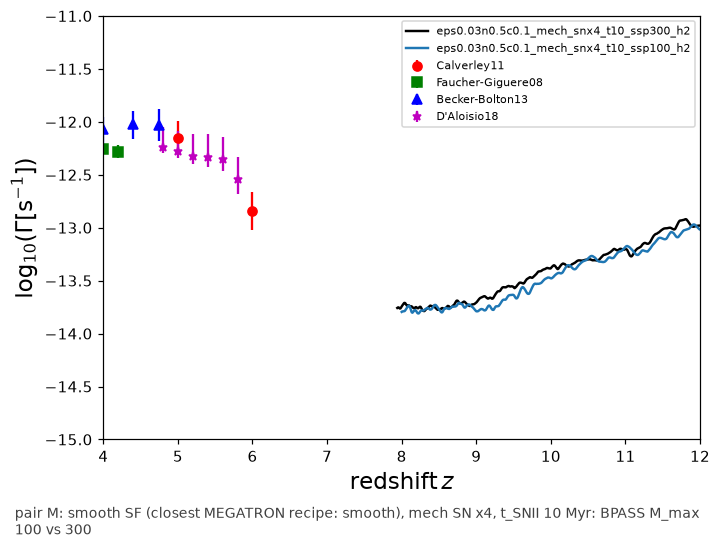 −11.0
−11.5
−12.0
−12.5
−13.0
−13.5
−14.0
−14.5
−15.0
log₁₀(Γ[s⁻¹])
eps0.03n0.5c0.1_mech_snx4_t10_ssp300_h2
eps0.03n0.5c0.1_mech_snx4_t10_ssp100_h2
Calverley11
Faucher-Giguere08
Becker-Bolton13
D'Aloisio18
4 5 6 7 8 9 10 11 12
redshift z
pair M: smooth SF (closest MEGATRON recipe: smooth), mech SN x4, t_SNII 10 Myr: BPASS M_max
100 vs 300